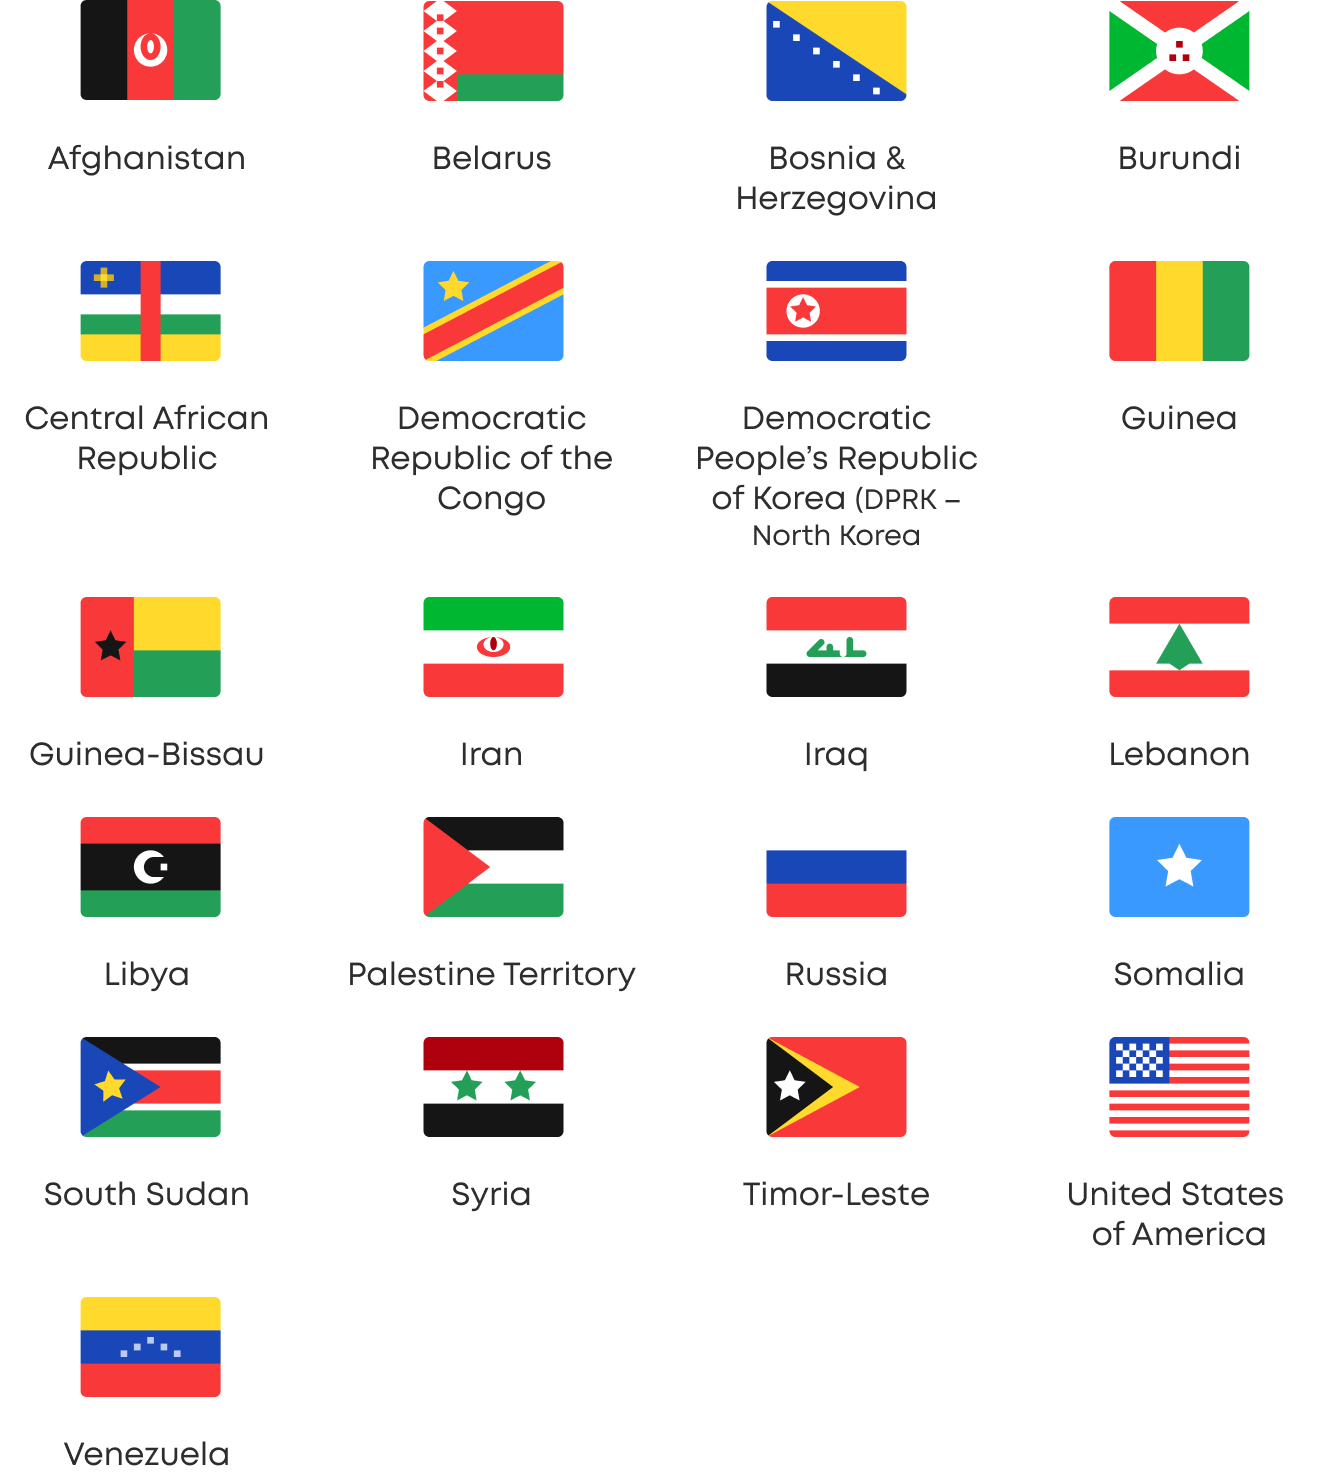 Afghanistan
Belarus
Bosnia &
Herzegovina
Burundi
Central African
Republic
Democratic
Republic of the
Congo
Democratic
People’s Republic
of Korea (DPRK –
North Korea
Guinea
Guinea-Bissau
Iran
Iraq
Lebanon
Libya
Palestine Territory
Russia
Somalia
South Sudan
Syria
Timor-Leste
United States
of America
Venezuela